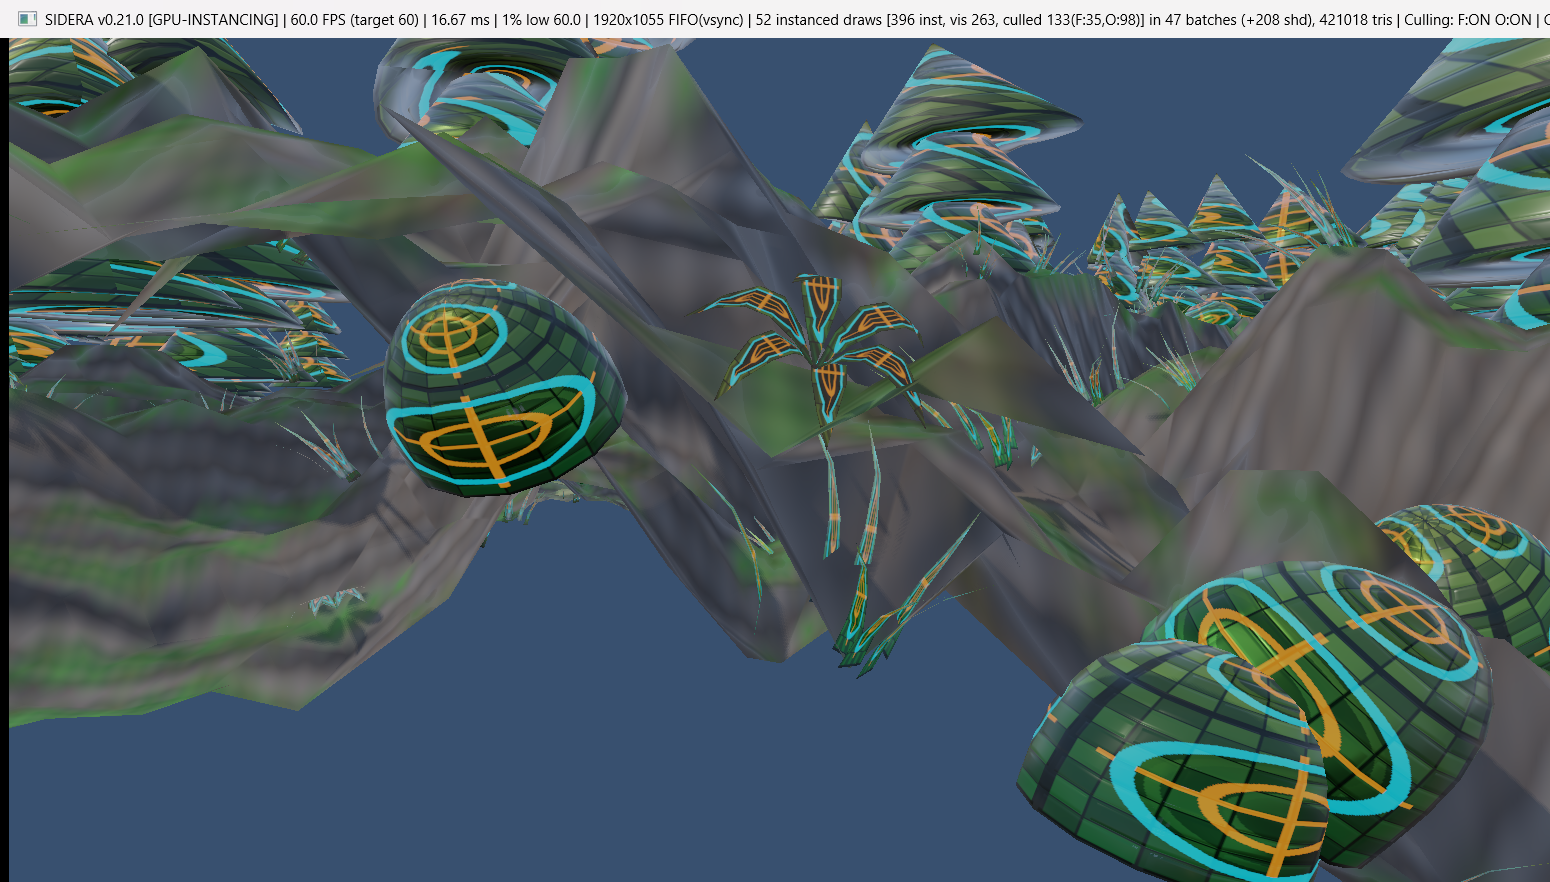 SIDERA v0.21.0 [GPU-INSTANCING] | 60.0 FPS (target 60) | 16.67 ms | 1% low 60.0 | 1920x1055 FIFO(vsync) | 52 instanced draws [396 inst, vis 263, culled 133(F:35,O:98)] in 47 batches (+208 shd), 421018 tris | Culling: F:ON O:ON |